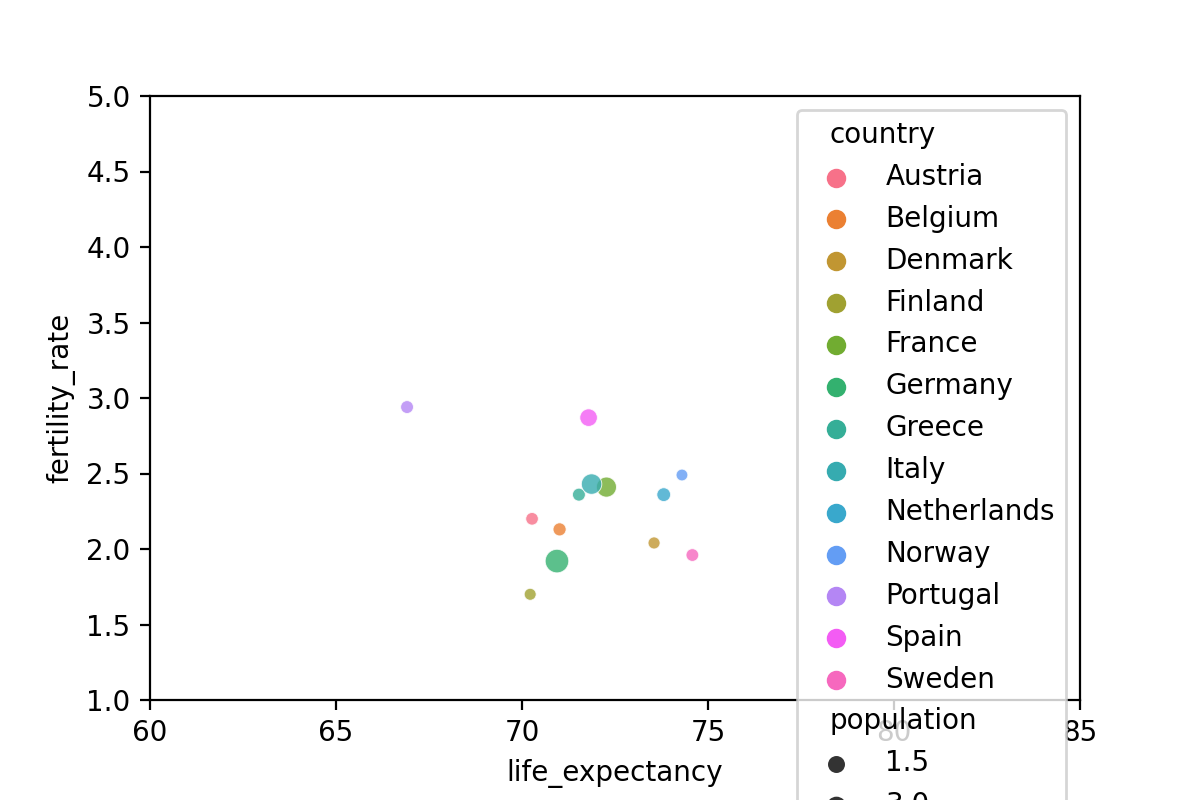 5.0
4.5
4.0
3.5
3.0
2.5
2.0
1.5
1.0
fertility_rate
60
65
70
75
80
85
life_expectancy
country
Austria
Belgium
Denmark
Finland
France
Germany
Greece
Italy
Netherlands
Norway
Portugal
Spain
Sweden
population
1.5
3.0